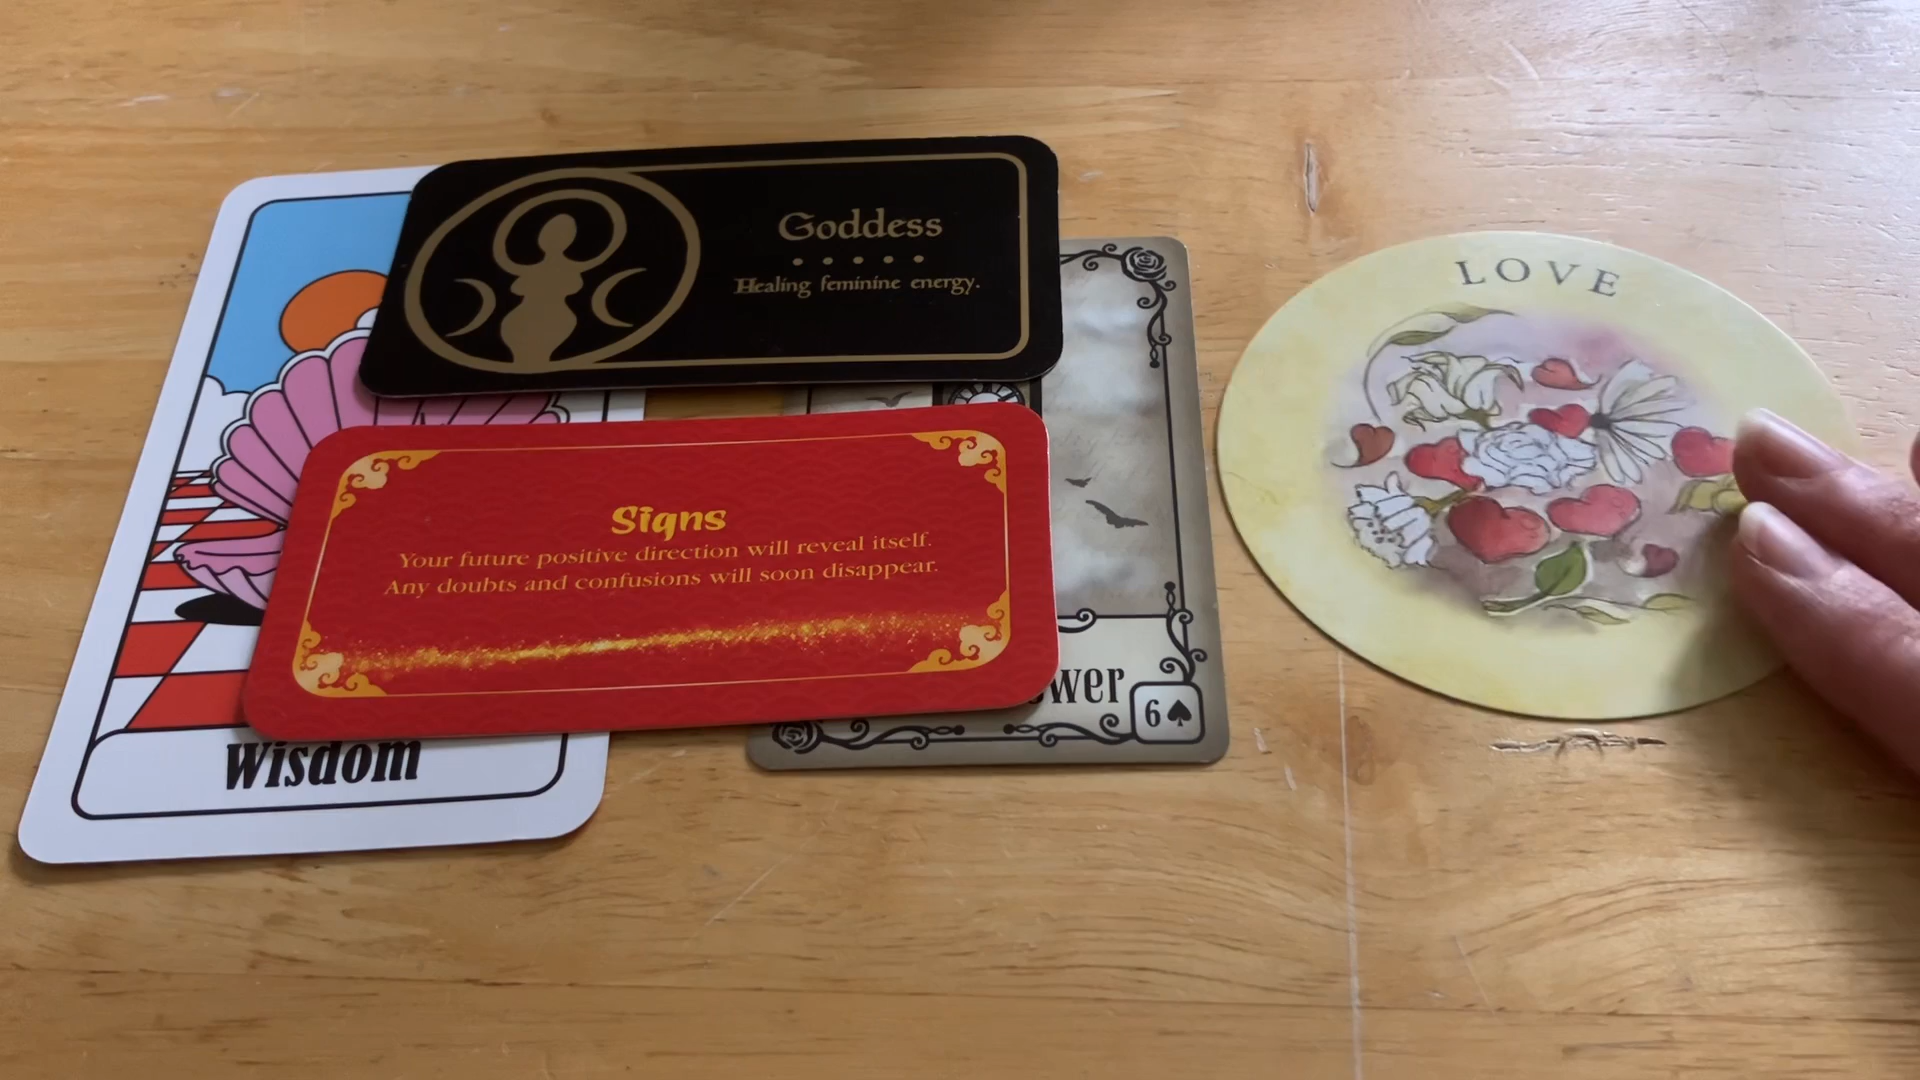 Goddess
Healing feminine energy.
LOVE
Signs
Your future positive direction will reveal itself.
Any doubts and confusions will soon disappear.
wer
6♠
Wisdom